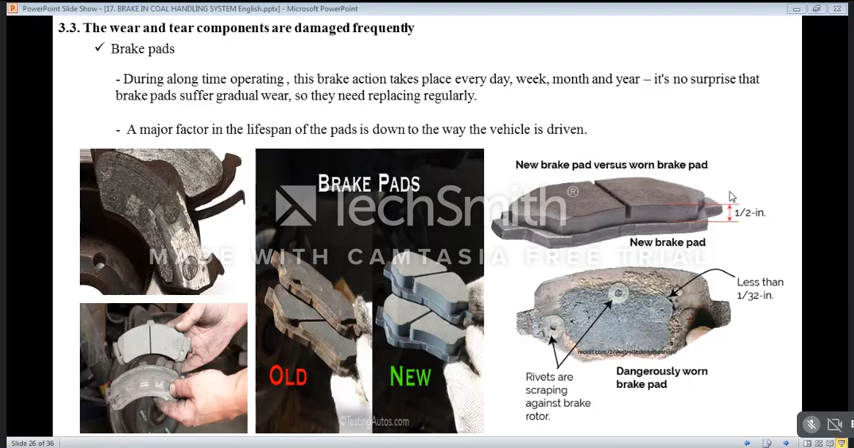 PowerPoint Slide Show - [17. BRAKE IN COAL HANDLING SYSTEM English.pptx] - Microsoft PowerPoint
3.3. The wear and tear components are damaged frequently
✓ Brake pads
- During along time operating , this brake action takes place every day, week, month and year – it's no surprise that
brake pads suffer gradual wear, so they need replacing regularly.
- A major factor in the lifespan of the pads is down to the way the vehicle is driven.
BRAKE PADS
OLD
NEW
©TestingAutos.com
New brake pad versus worn brake pad
1/2-in.
New brake pad
Less than
1/32-in.
Rivets are
scraping
against brake
rotor.
Dangerously worn
brake pad
TechSmith®
MADE WITH CAMTASIA FREE TRIAL
Slide 26 of 36